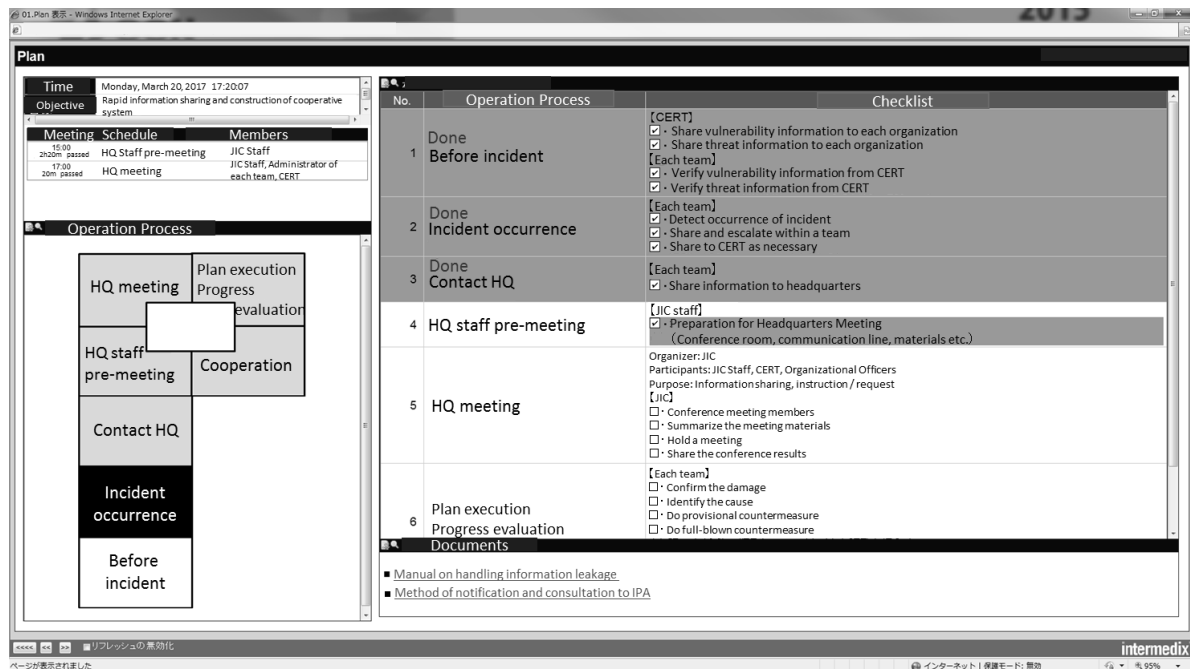 01.Plan 表示 - Windows Internet Explorer
2015
Plan
Time
Monday, March 20, 2017 17:20:07
Objective
Rapid information sharing and construction of cooperative
system
Meeting Schedule Members
15:00
2h20m passed
HQ Staff pre-meeting
JIC Staff
17:00
20m passed
HQ meeting
JIC Staff, Administrator of
each team, CERT
Operation Process
HQ meeting
Plan execution
Progress
evaluation
HQ staff
pre-meeting
Cooperation
Contact HQ
Incident
occurrence
Before
incident
No. Operation Process Checklist
1
Done
Before incident
【CERT】
・Share vulnerability information to each organization
・Share threat information to each organization
【Each team】
・Verify vulnerability information from CERT
・Verify threat information from CERT
2
Done
Incident occurrence
【Each team】
・Detect occurrence of incident
・Share and escalate within a team
・Share to CERT as necessary
3
Done
Contact HQ
【Each team】
・Share information to headquarters
4 HQ staff pre-meeting
【JIC staff】
・Preparation for Headquarters Meeting
（Conference room, communication line, materials etc.）
5 HQ meeting
Organizer: JIC
Participants: JIC Staff, CERT, Organizational Officers
Purpose: Information sharing, instruction / request
【JIC】
・Conference meeting members
・Summarize the meeting materials
・Hold a meeting
・Share the conference results
6
Plan execution
Progress evaluation
【Each team】
・Confirm the damage
・Identify the cause
・Do provisional countermeasure
・Do full-blown countermeasure
Documents
■ Manual on handling information leakage
■ Method of notification and consultation to IPA
<<<< << >> リフレッシュの無効化
intermedix
ページが表示されました
インターネット | 保護モード: 無効
95%